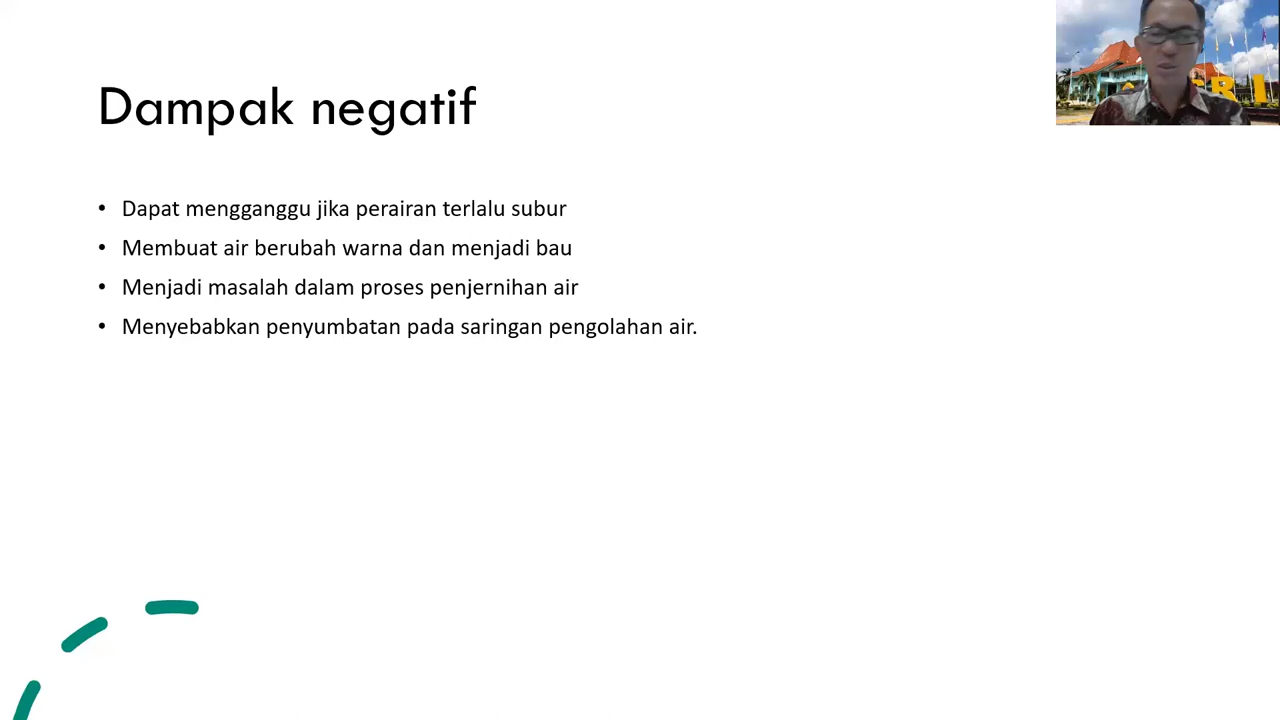 Dampak negatif
• Dapat mengganggu jika perairan terlalu subur
• Membuat air berubah warna dan menjadi bau
• Menjadi masalah dalam proses penjernihan air
• Menyebabkan penyumbatan pada saringan pengolahan air.
RI